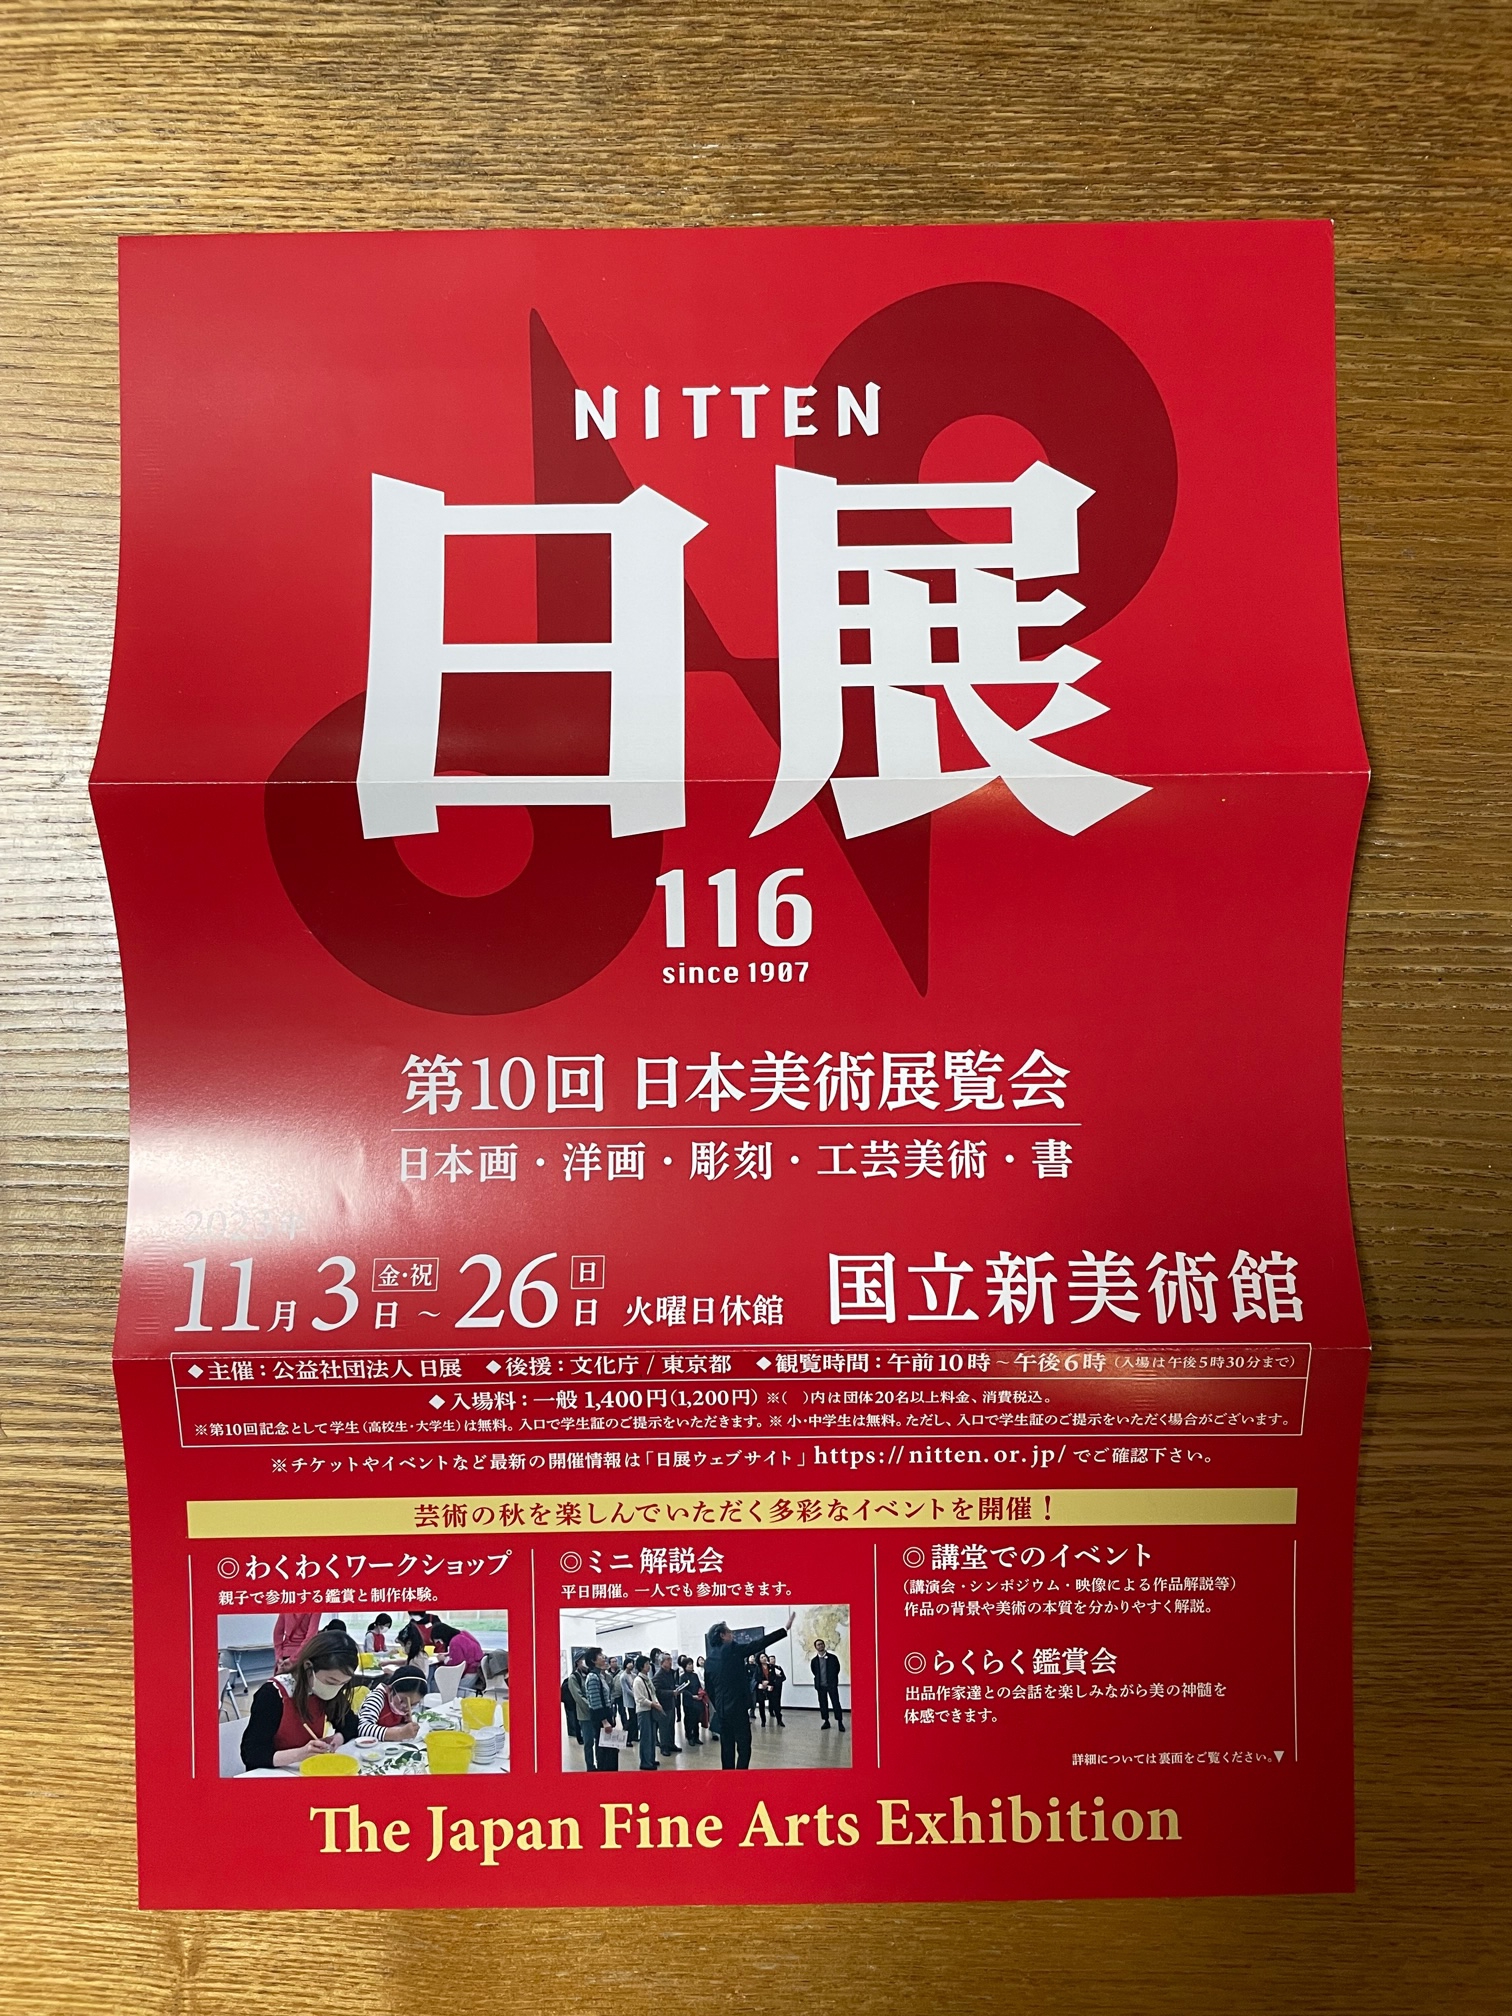 NITTEN
日展
116
since 1907
第10回 日本美術展覧会
日本画・洋画・彫刻・工芸美術・書
2023年
11月3日金・祝～26日日 火曜日休館 国立新美術館
◆主催：公益社団法人 日展 ◆後援：文化庁 / 東京都 ◆観覧時間：午前10時～午後6時（入場は午後5時30分まで）
◆入場料：一般 1,400円（1,200円） ※（　）内は団体20名以上料金、消費税込。
※第10回記念として学生（高校生・大学生）は無料。入口で学生証のご提示をいただきます。※ 小・中学生は無料。ただし、入口で学生証のご提示をいただく場合がございます。
※チケットやイベントなど最新の開催情報は「日展ウェブサイト」https://nitten.or.jp/でご確認下さい。
芸術の秋を楽しんでいただく多彩なイベントを開催！
◎わくわくワークショップ
親子で参加する鑑賞と制作体験。
◎ミニ解説会
平日開催。一人でも参加できます。
◎講堂でのイベント
（講演会・シンポジウム・映像による作品解説等）
作品の背景や美術の本質を分かりやすく解説。
◎らくらく鑑賞会
出品作家達との会話を楽しみながら美の神髄を
体感できます。
詳細については裏面をご覧ください。▼
The Japan Fine Arts Exhibition